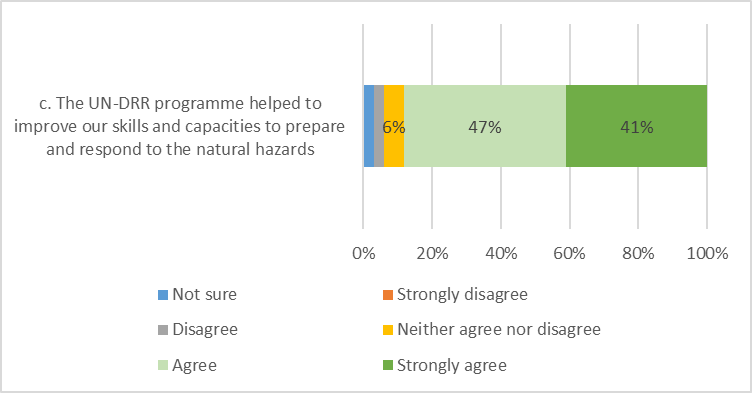 c. The UN-DRR programme helped to
improve our skills and capacities to prepare
and respond to the natural hazards
6%
47%
41%
0%
20%
40%
60%
80%
100%
Not sure
Strongly disagree
Disagree
Neither agree nor disagree
Agree
Strongly agree